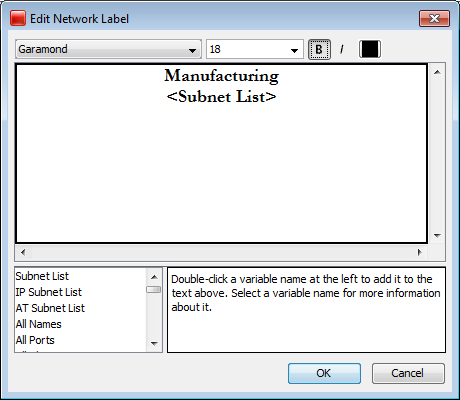 Edit Network Label
Garamond 18 B I
Manufacturing
<Subnet List>
Subnet List
IP Subnet List
AT Subnet List
All Names
All Ports
Double-click a variable name at the left to add it to the
text above. Select a variable name for more information
about it.
OK Cancel